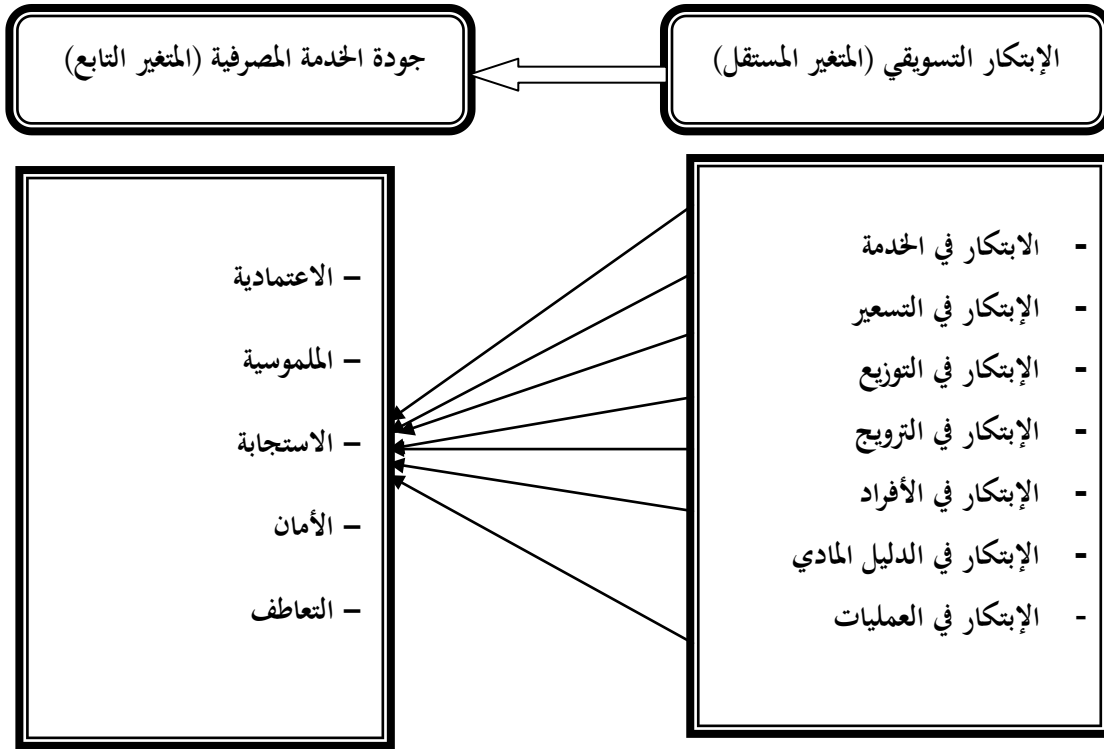 الإبتكار التسويقي (المتغير المستقل)
جودة الخدمة المصرفية (المتغير التابع)
- الابتكار في الخدمة
- الإبتكار في التسعير
- الإبتكار في التوزيع
- الإبتكار في الترويج
- الإبتكار في الأفراد
- الإبتكار في الدليل المادي
- الإبتكار في العمليات
– الاعتمادية
– الملموسية
– الاستجابة
– الأمان
– التعاطف